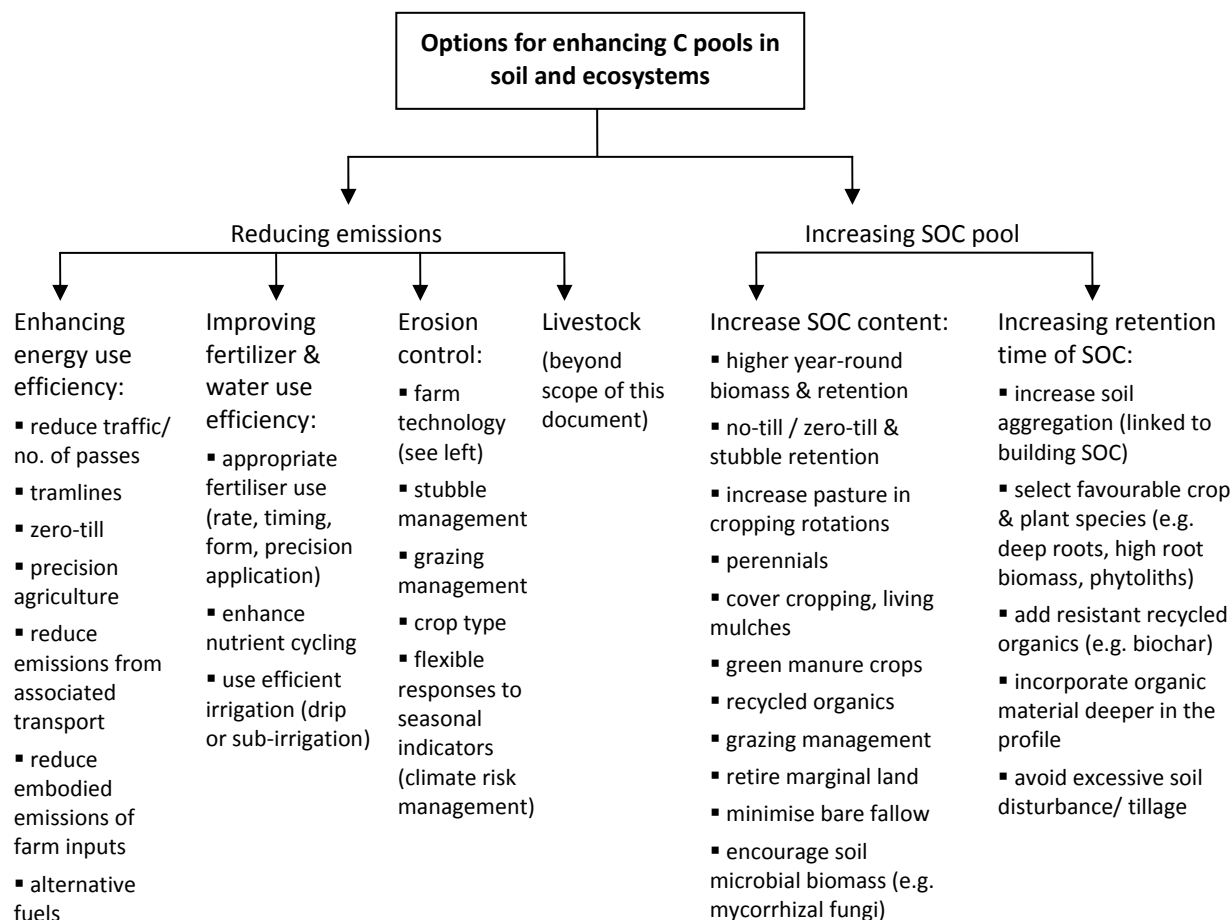 Options for enhancing C pools in
soil and ecosystems
Reducing emissions
Increasing SOC pool
Enhancing
energy use
efficiency:
▪ reduce traffic/
no. of passes
▪ tramlines
▪ zero-till
▪ precision
agriculture
▪ reduce
emissions from
associated
transport
▪ reduce
embodied
emissions of
farm inputs
▪ alternative
fuels
Improving
fertilizer &
water use
efficiency:
▪ appropriate
fertiliser use
(rate, timing,
form, precision
application)
▪ enhance
nutrient cycling
▪ use efficient
irrigation (drip
or sub-irrigation)
Erosion
control:
▪ farm
technology
(see left)
▪ stubble
management
▪ grazing
management
▪ crop type
▪ flexible
responses to
seasonal
indicators
(climate risk
management)
Livestock
(beyond
scope of this
document)
Increase SOC content:
▪ higher year-round
biomass & retention
▪ no-till / zero-till &
stubble retention
▪ increase pasture in
cropping rotations
▪ perennials
▪ cover cropping, living
mulches
▪ green manure crops
▪ recycled organics
▪ grazing management
▪ retire marginal land
▪ minimise bare fallow
▪ encourage soil
microbial biomass (e.g.
mycorrhizal fungi)
Increasing retention
time of SOC:
▪ increase soil
aggregation (linked to
building SOC)
▪ select favourable crop
& plant species (e.g.
deep roots, high root
biomass, phytoliths)
▪ add resistant recycled
organics (e.g. biochar)
▪ incorporate organic
material deeper in the
profile
▪ avoid excessive soil
disturbance/ tillage